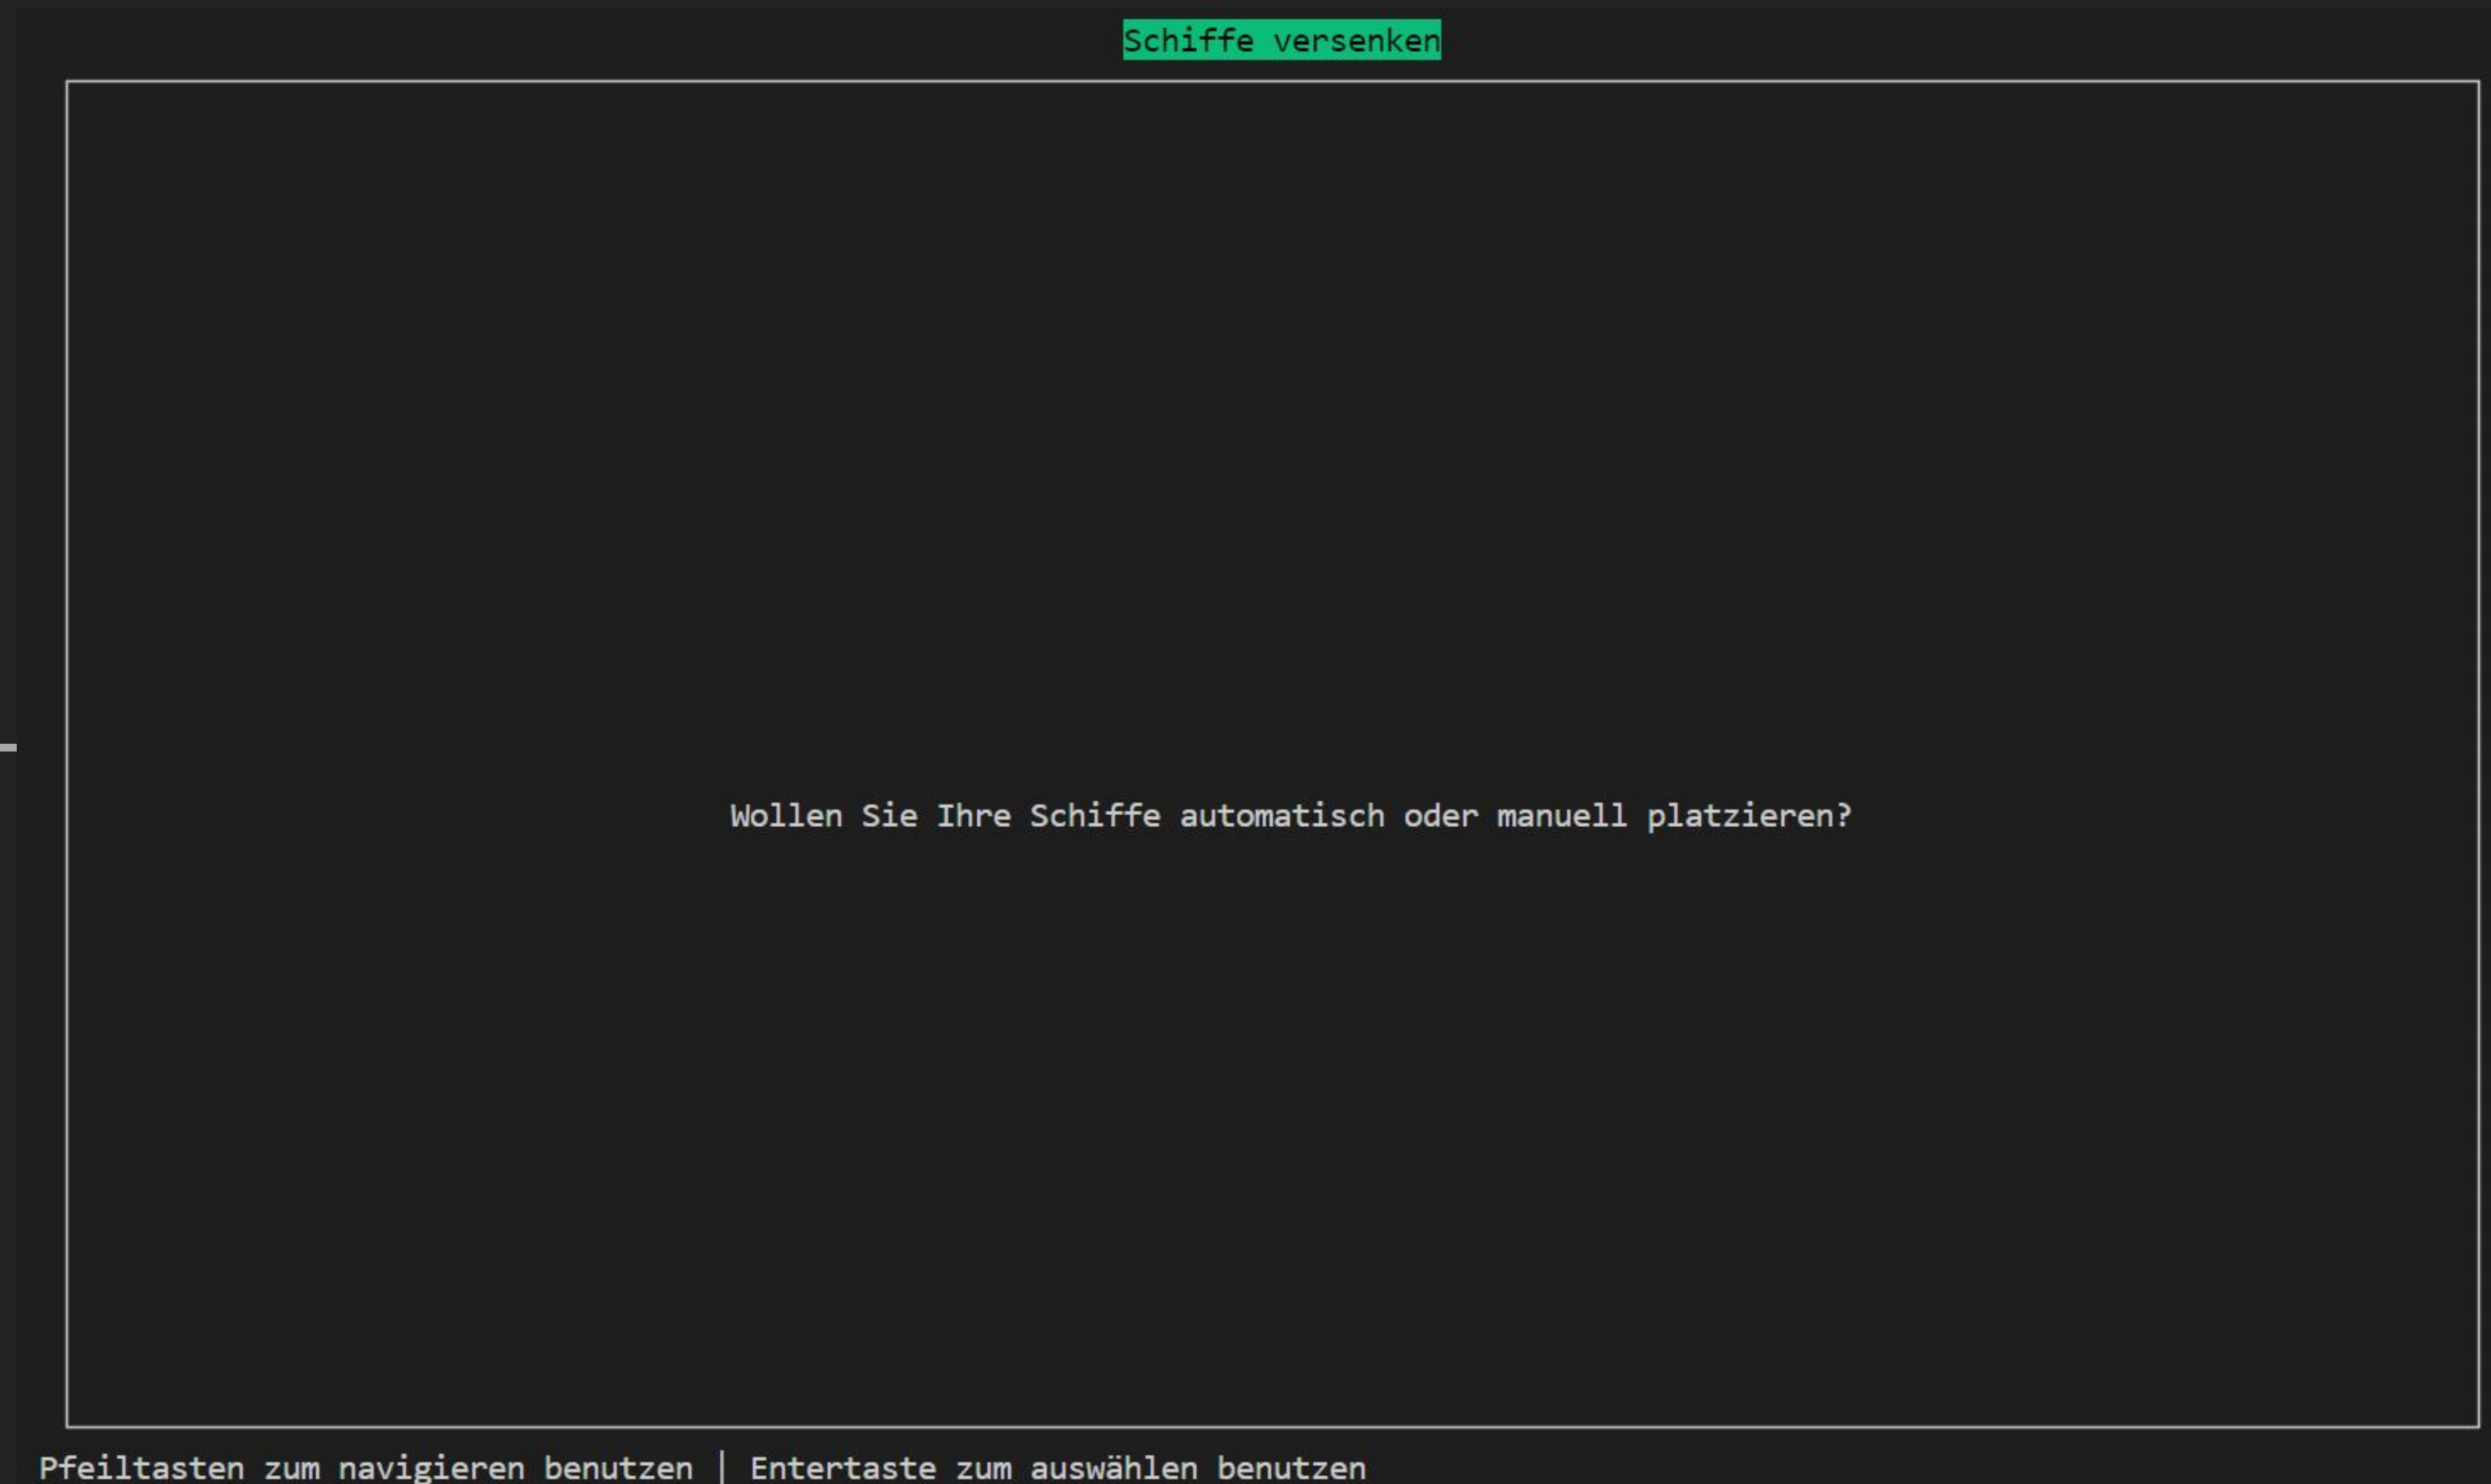 Schiffe versenken
Wollen Sie Ihre Schiffe automatisch oder manuell platzieren?
Pfeiltasten zum navigieren benutzen | Entertaste zum auswählen benutzen